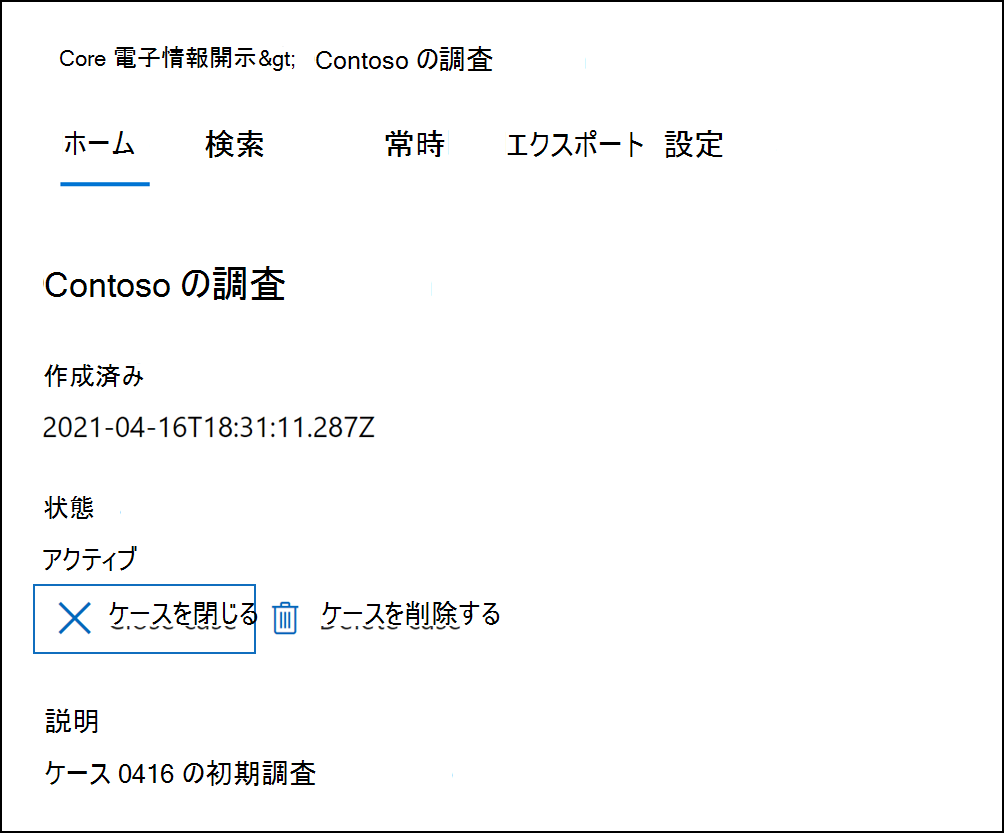 Core 電子情報開示&gt; Contoso の調査
ホーム 検索 常時 エクスポート 設定
Contoso の調査
作成済み
2021-04-16T18:31:11.287Z
状態
アクティブ
ケースを閉じる ケースを削除する
説明
ケース 0416 の初期調査